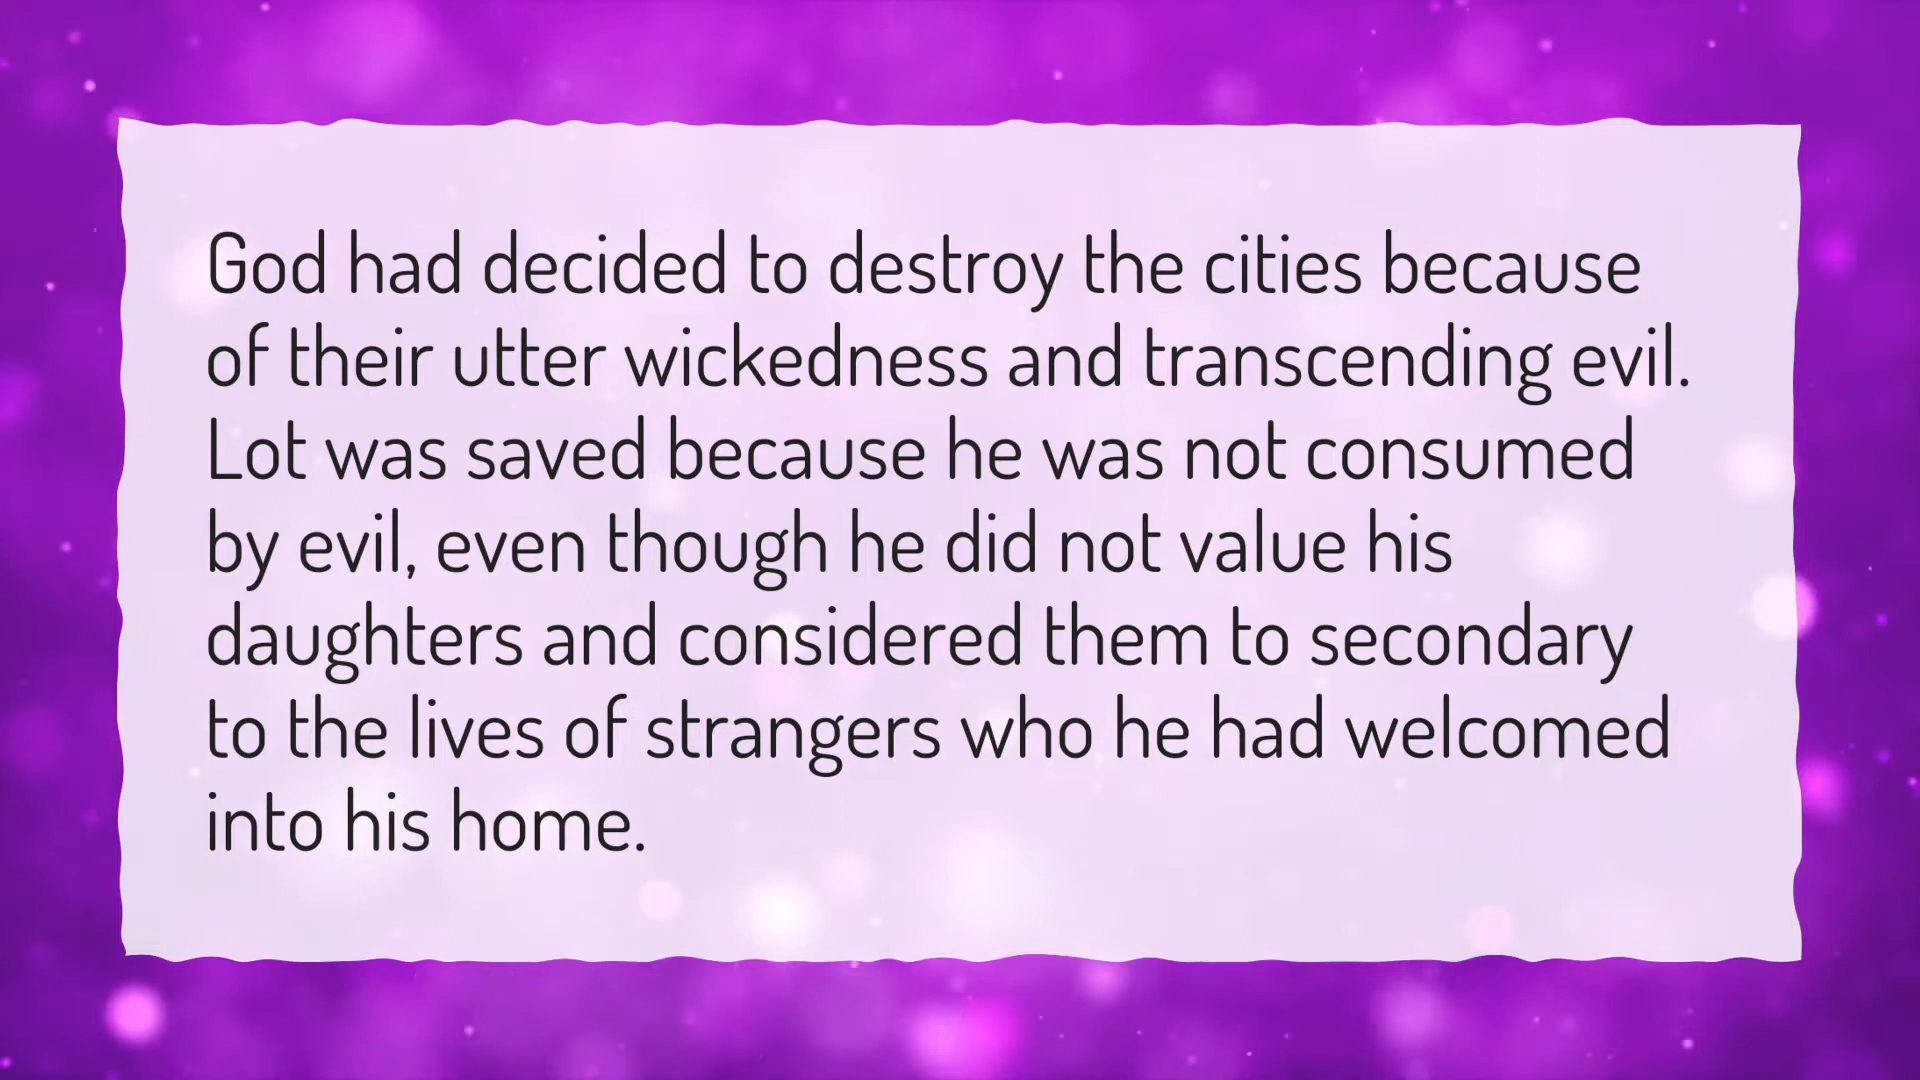 God had decided to destroy the cities because
of their utter wickedness and transcending evil.
Lot was saved because he was not consumed
by evil, even though he did not value his
daughters and considered them to secondary
to the lives of strangers who he had welcomed
into his home.